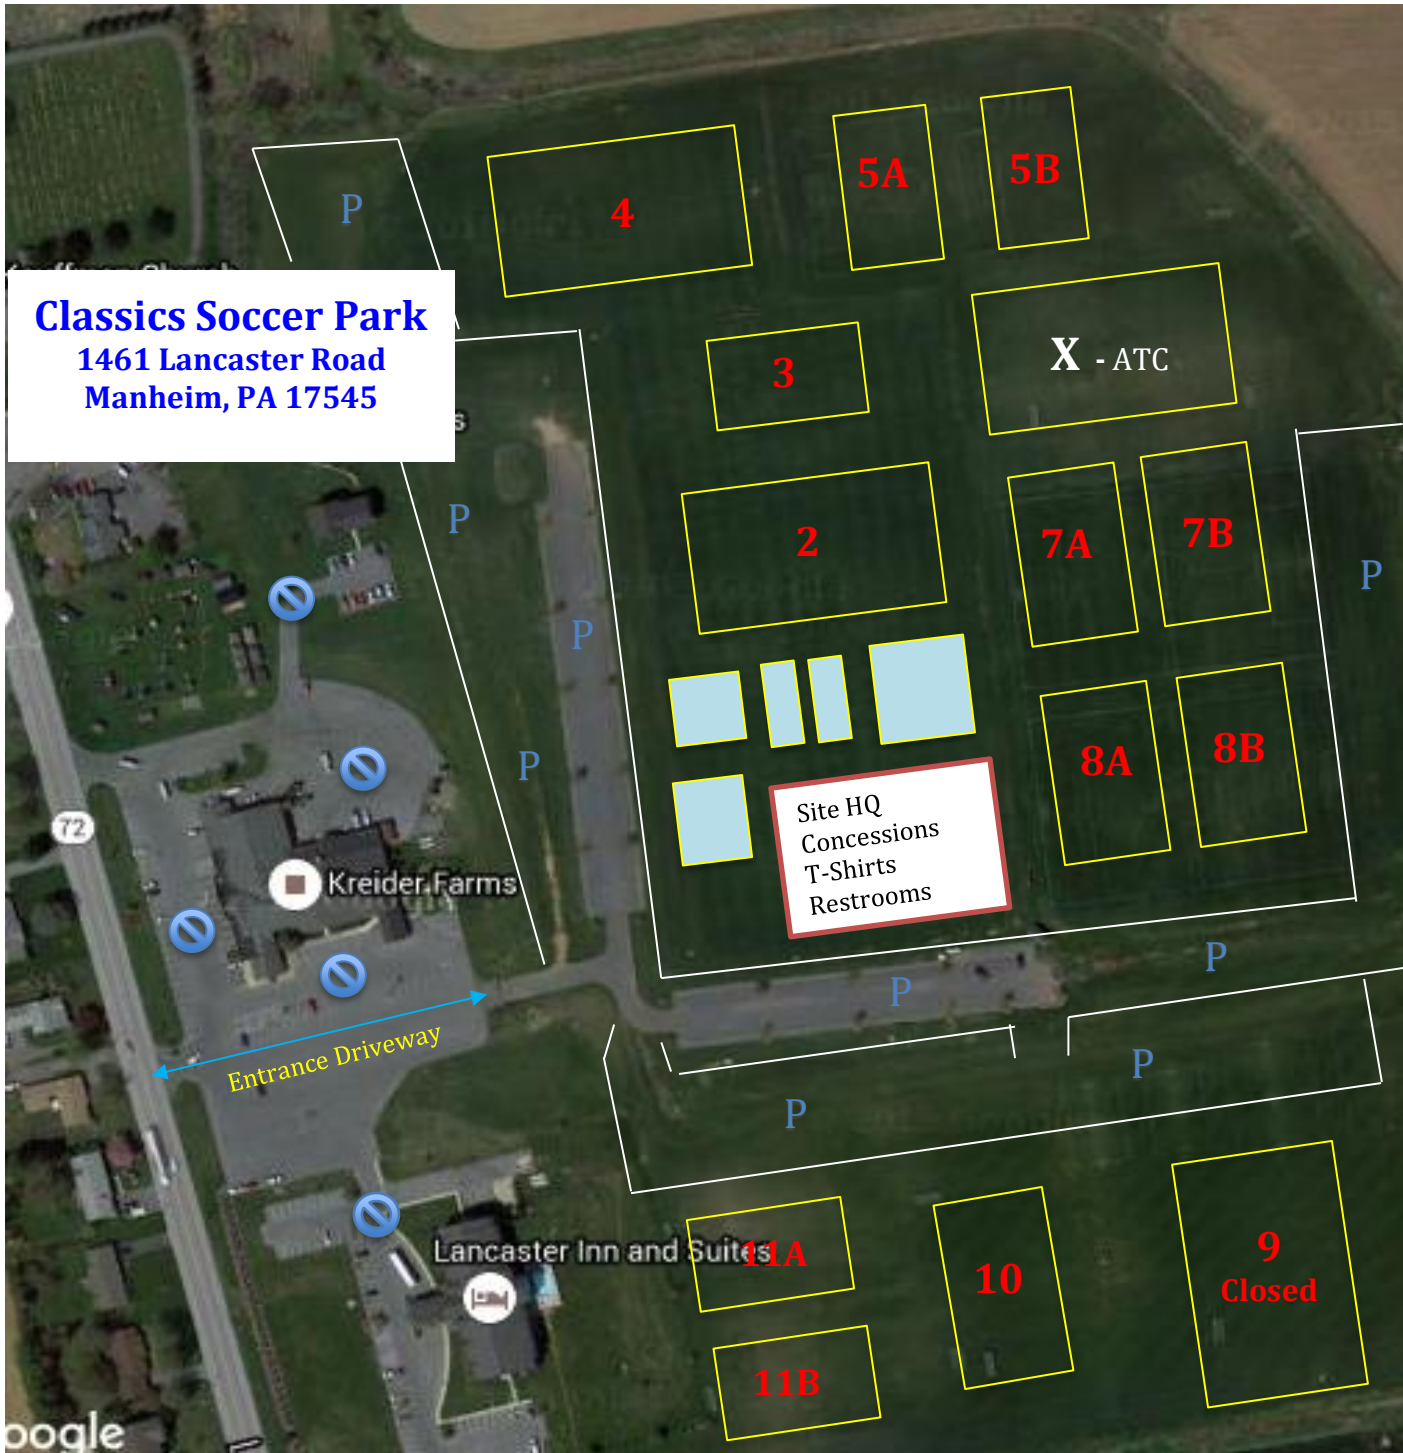 5A
5B
4
P
Kauffman Church
Classics Soccer Park
1461 Lancaster Road
Manheim, PA 17545
s
3
X - ATC
2
7A
7B
P
P
P
P
8A
8B
72
Site HQ
Concessions
T-Shirts
Restrooms
Kreider Farms
P
P
Entrance Driveway
P
P
Lancaster Inn and Suites
11A
10
9
Closed
11B
oogle